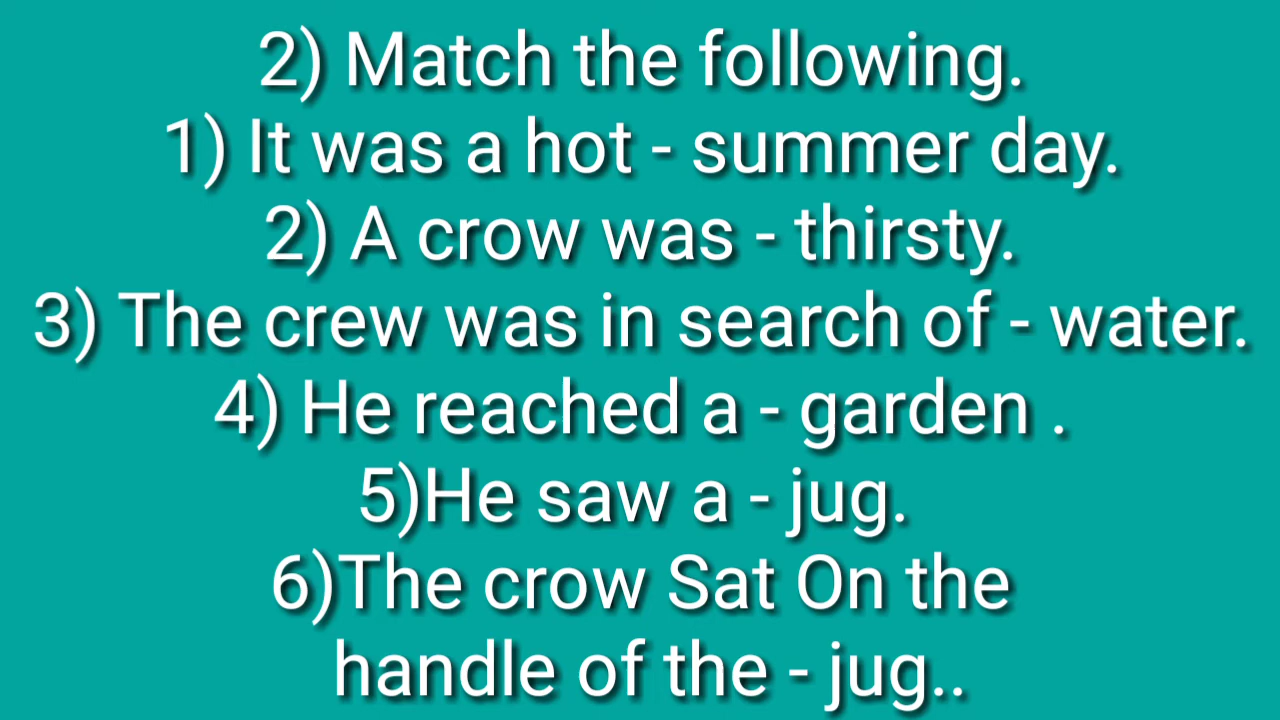 2) Match the following.
1) It was a hot - summer day.
2) A crow was - thirsty.
3) The crew was in search of - water.
4) He reached a - garden .
5)He saw a - jug.
6)The crow Sat On the
handle of the - jug..